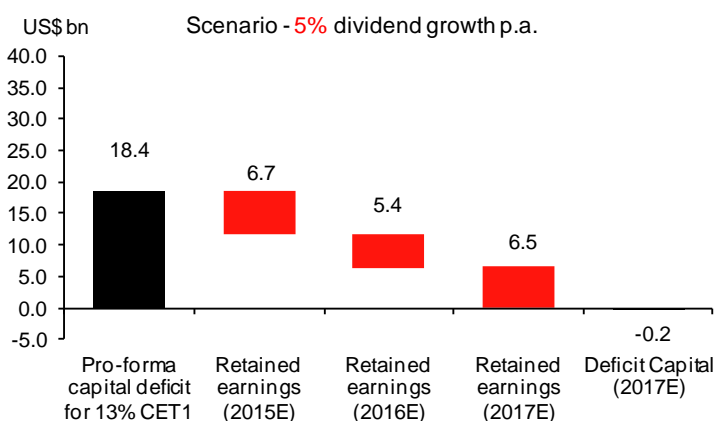 US$ bn
Scenario - 5% dividend growth p.a.
40.0
35.0
30.0
25.0
20.0
15.0
10.0
5.0
0.0
-5.0
18.4
6.7
5.4
6.5
-0.2
Pro-forma
capital deficit
for 13% CET1
Retained
earnings
(2015E)
Retained
earnings
(2016E)
Retained
earnings
(2017E)
Deficit Capital
(2017E)